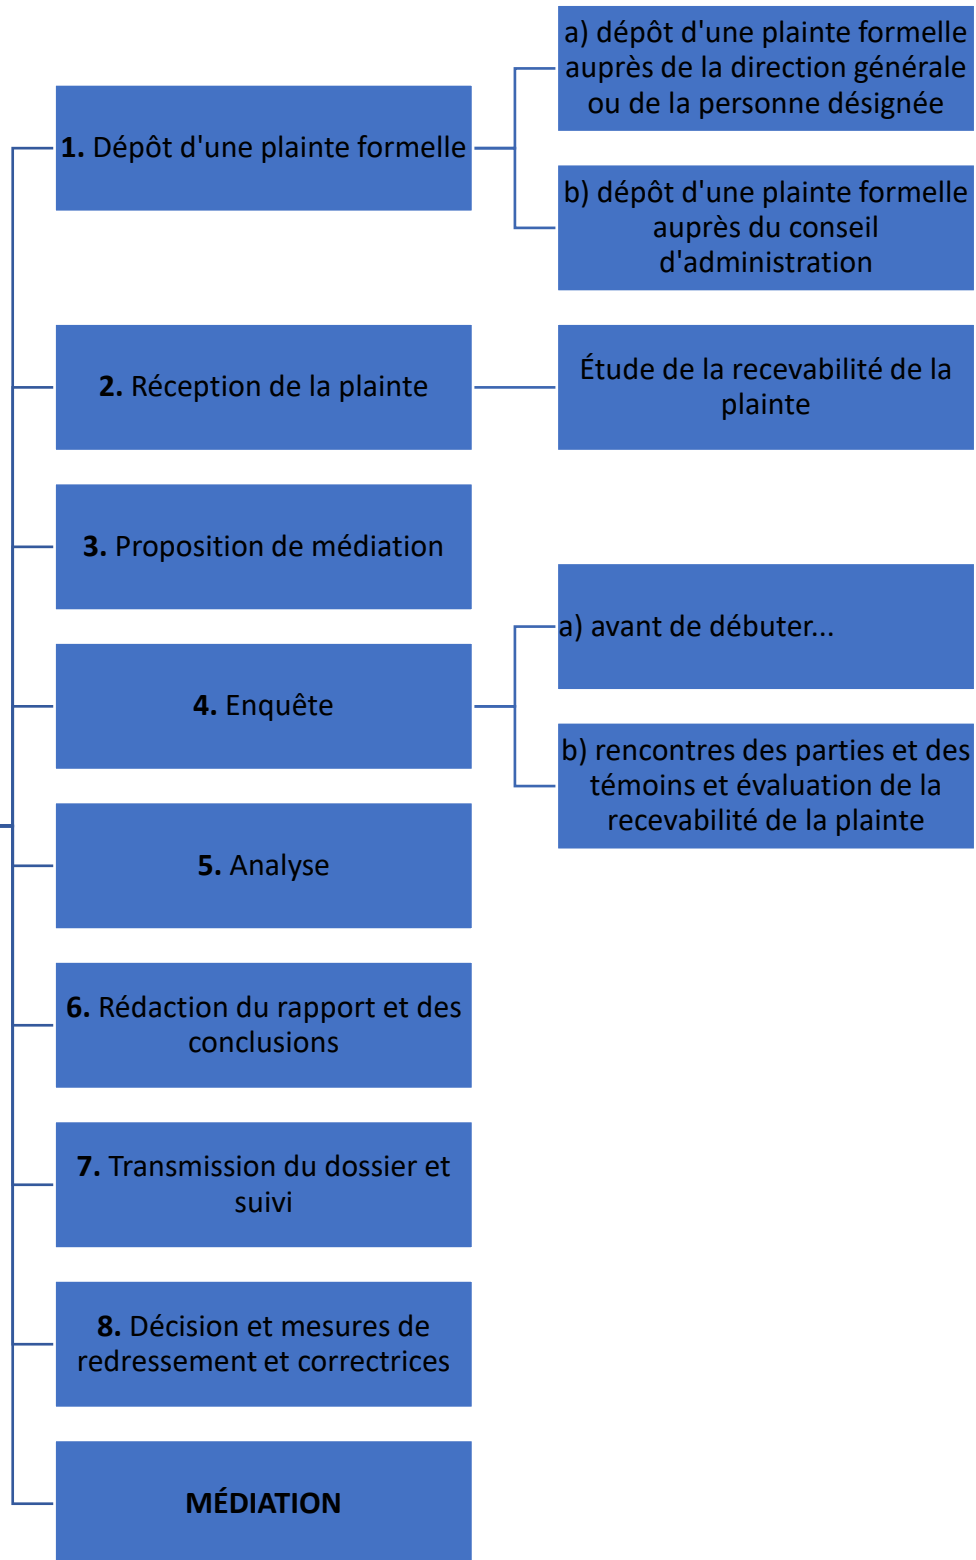 1. Dépôt d'une plainte formelle
a) dépôt d'une plainte formelle
auprès de la direction générale
ou de la personne désignée
b) dépôt d'une plainte formelle
auprès du conseil
d'administration
2. Réception de la plainte
Étude de la recevabilité de la
plainte
3. Proposition de médiation
4. Enquête
a) avant de débuter...
b) rencontres des parties et des
témoins et évaluation de la
recevabilité de la plainte
5. Analyse
6. Rédaction du rapport et des
conclusions
7. Transmission du dossier et
suivi
8. Décision et mesures de
redressement et correctrices
MÉDIATION